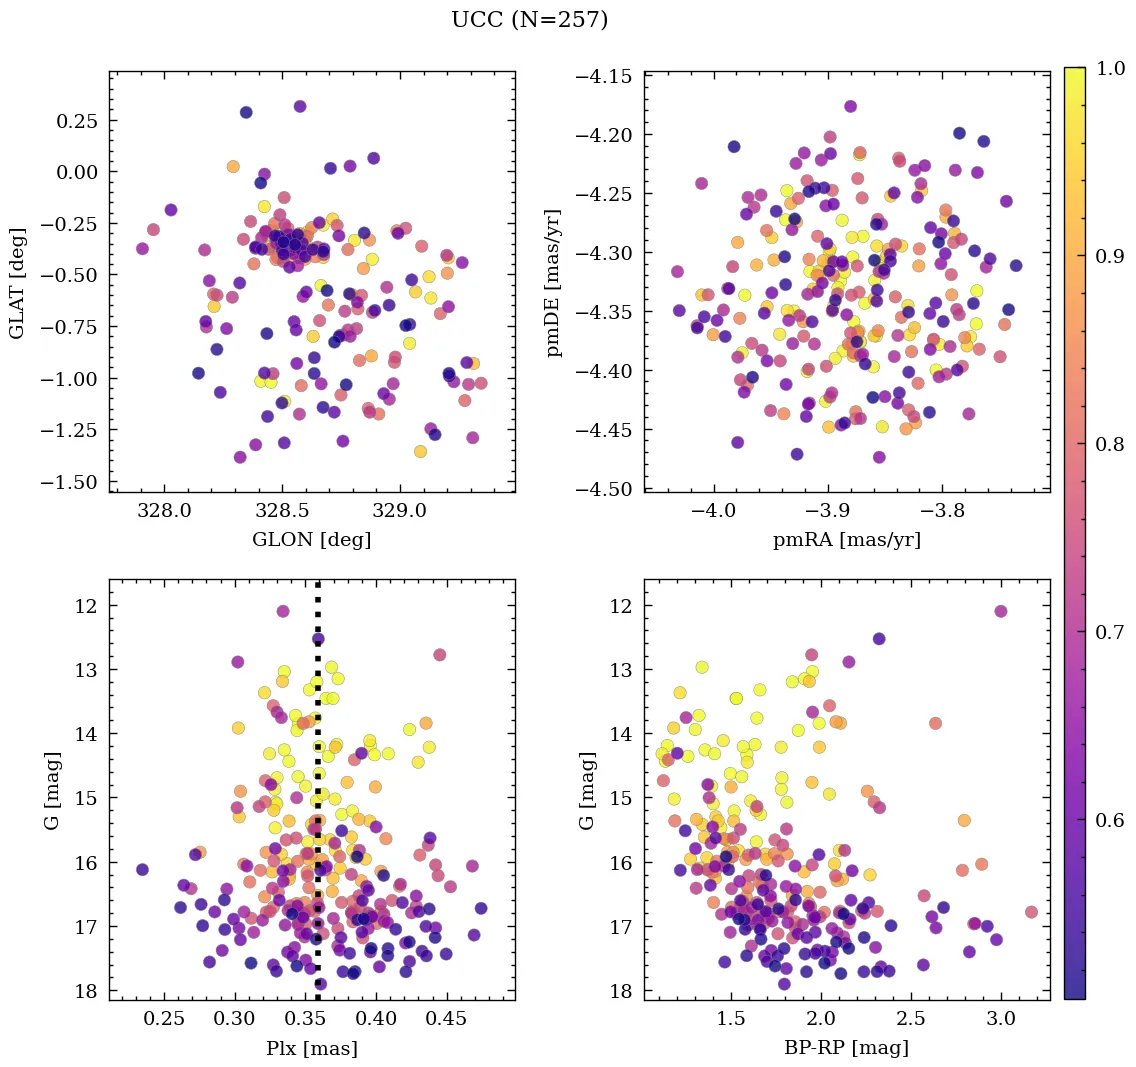 UCC (N=257)
0.25
0.00
−0.25
−0.50
−0.75
−1.00
−1.25
−1.50
GLAT [deg]
328.0 328.5 329.0
GLON [deg]
−4.15
−4.20
−4.25
−4.30
−4.35
−4.40
−4.45
−4.50
pmDE [mas/yr]
−4.0 −3.9 −3.8
pmRA [mas/yr]
12
13
14
15
16
17
18
G [mag]
0.25 0.30 0.35 0.40 0.45
Plx [mas]
12
13
14
15
16
17
18
G [mag]
1.5 2.0 2.5 3.0
BP-RP [mag]
1.0
0.9
0.8
0.7
0.6